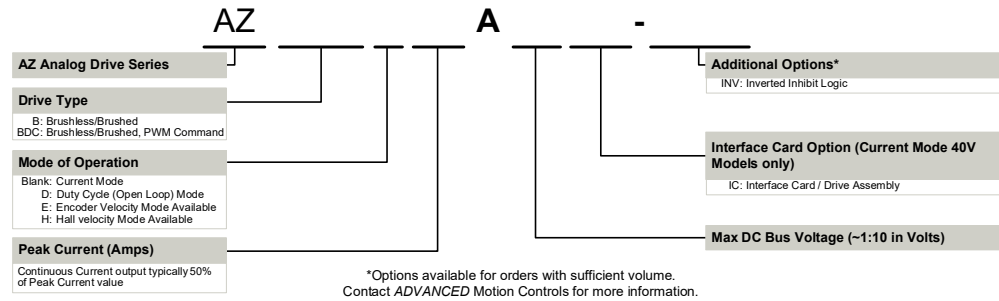 AZ A -
AZ Analog Drive Series
Drive Type
B: Brushless/Brushed
BDC: Brushless/Brushed, PWM Command
Mode of Operation
Blank: Current Mode
D: Duty Cycle (Open Loop) Mode
E: Encoder Velocity Mode Available
H: Hall velocity Mode Available
Peak Current (Amps)
Continuous Current output typically 50%
of Peak Current value
Additional Options*
INV: Inverted Inhibit Logic
Interface Card Option (Current Mode 40V
Models only)
IC: Interface Card / Drive Assembly
Max DC Bus Voltage (~1:10 in Volts)
*Options available for orders with sufficient volume.
Contact ADVANCED Motion Controls for more information.